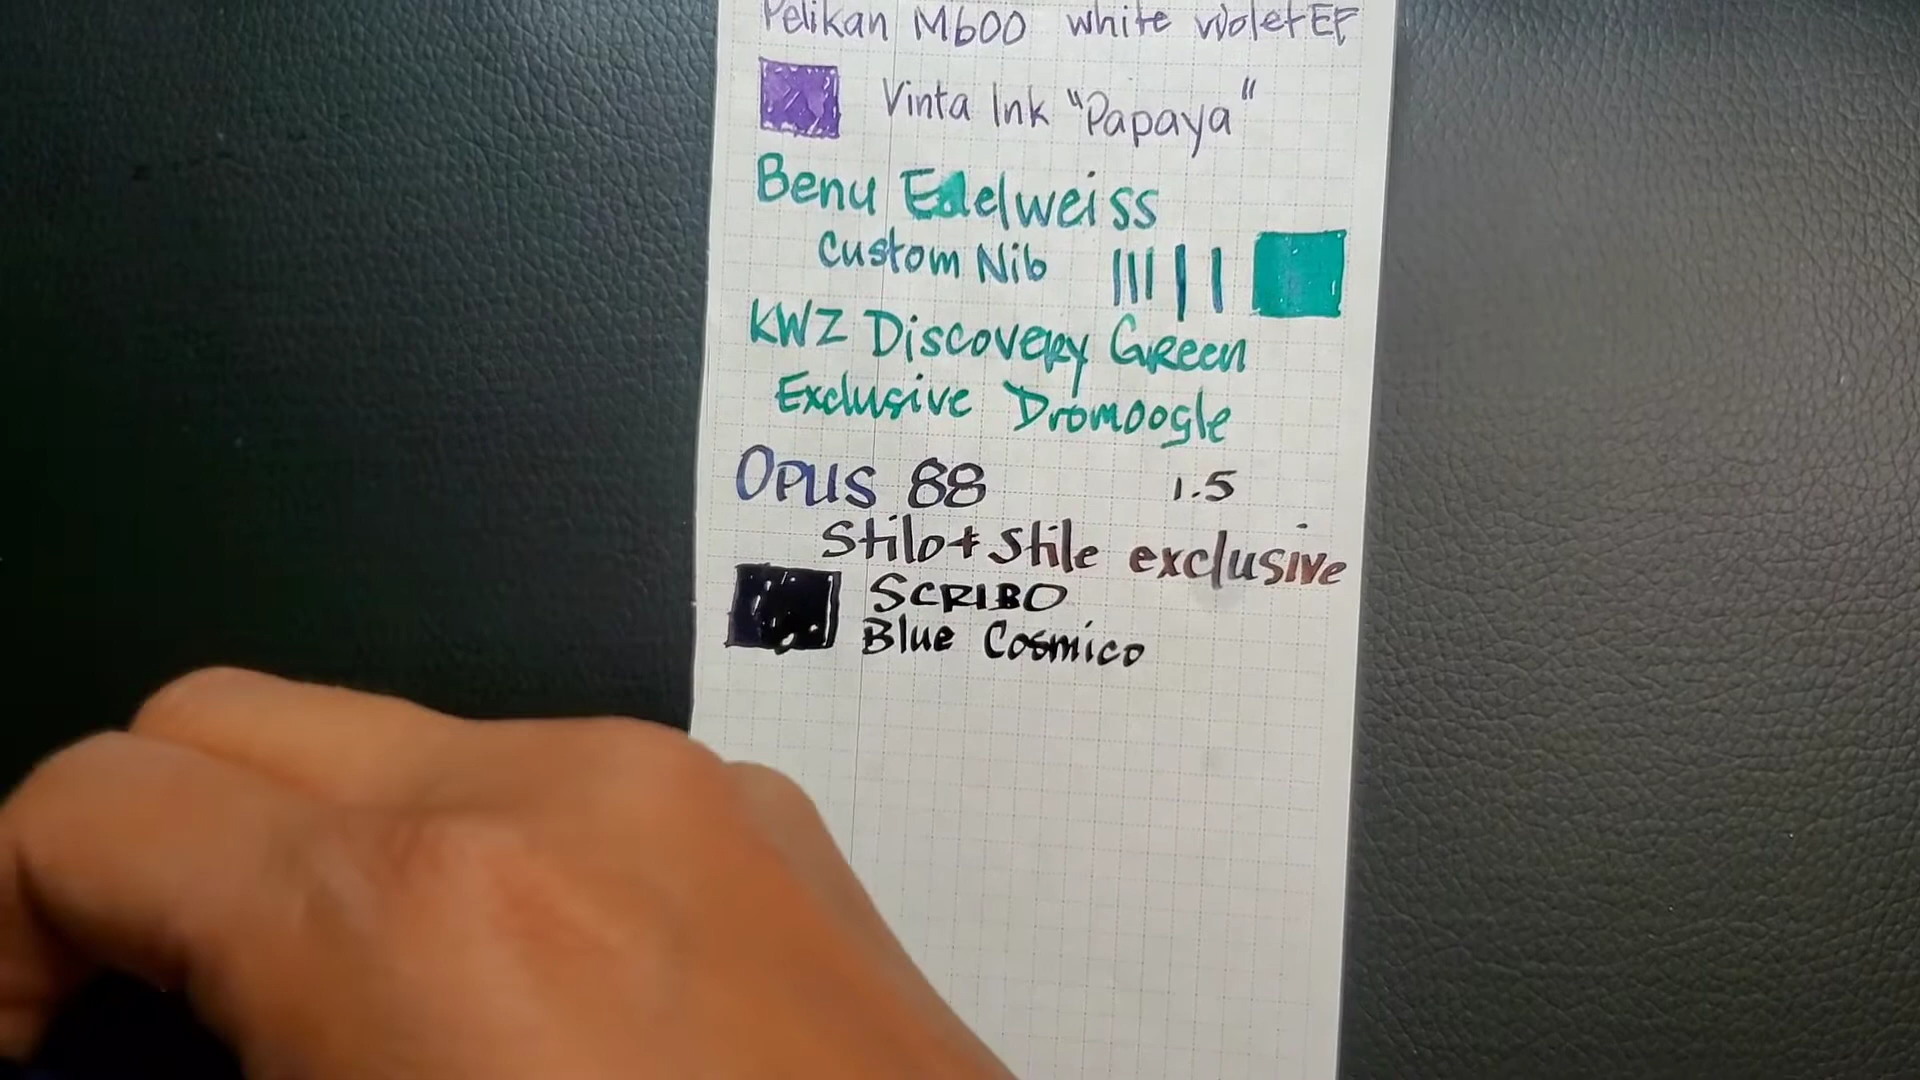 Pelikan M600 white violet EF
Vinta Ink "Papaya"
Benu Edelweiss
Custom Nib
KWZ Discovery Green
Exclusive Dromoogle
OPUS 88 1.5
Stilo & Stile exclusive
SCRIBO
Blue Cosmico